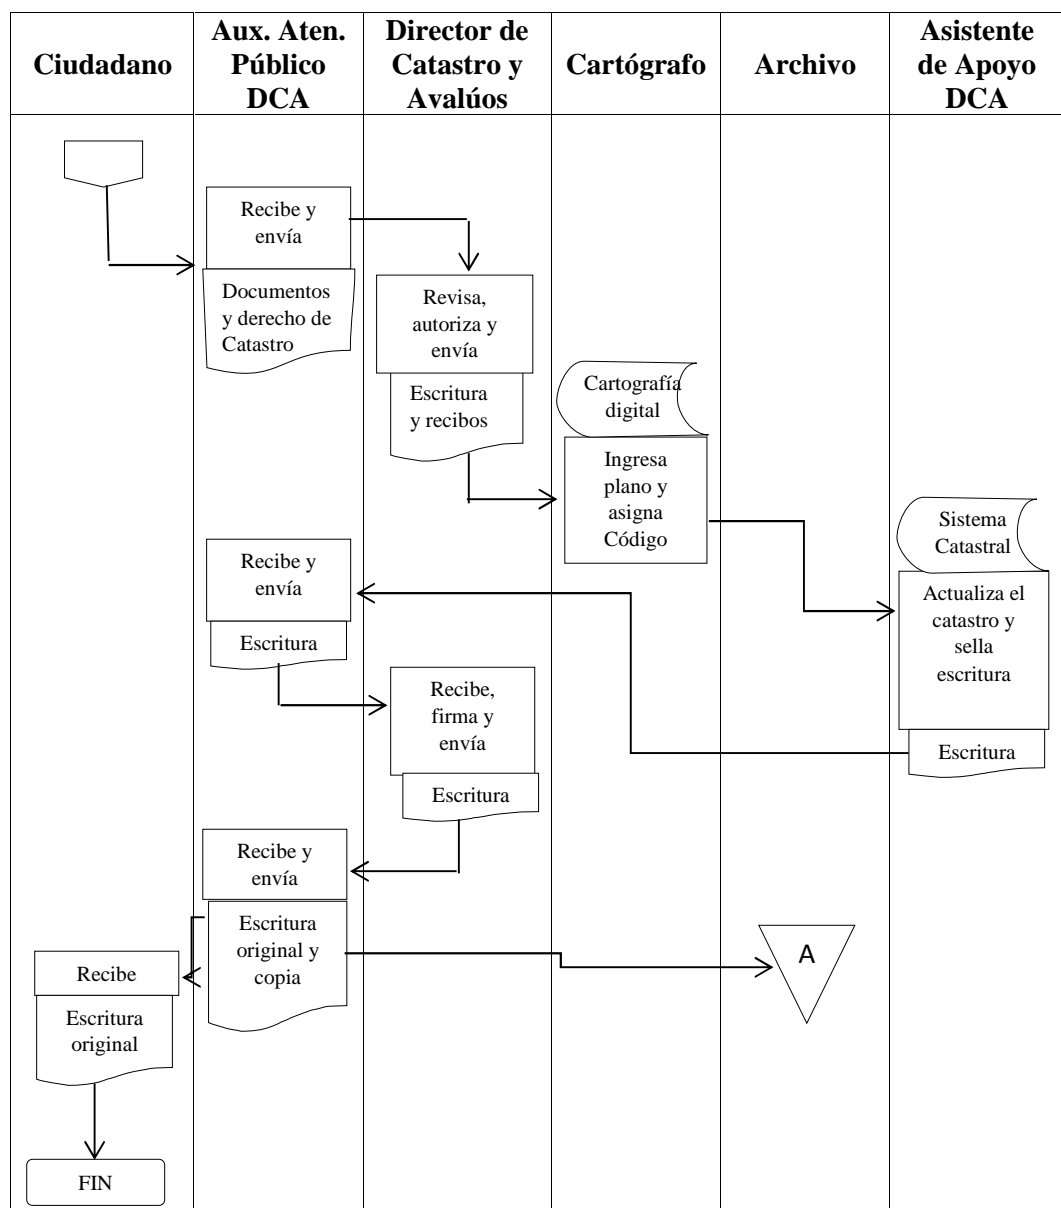 Ciudadano
Aux. Aten.
Público
DCA
Director de
Catastro y
Avalúos
Cartógrafo
Archivo
Asistente
de Apoyo
DCA
Recibe y
envía
Documentos
y derecho de
Catastro
Revisa,
autoriza y
envía
Escritura
y recibos
Cartografía
digital
Ingresa
plano y
asigna
Código
Sistema
Catastral
Actualiza el
catastro y
sella
escritura
Escritura
Recibe y
envía
Escritura
Recibe,
firma y
envía
Escritura
Recibe y
envía
Escritura
original y
copia
A
Recibe
Escritura
original
FIN